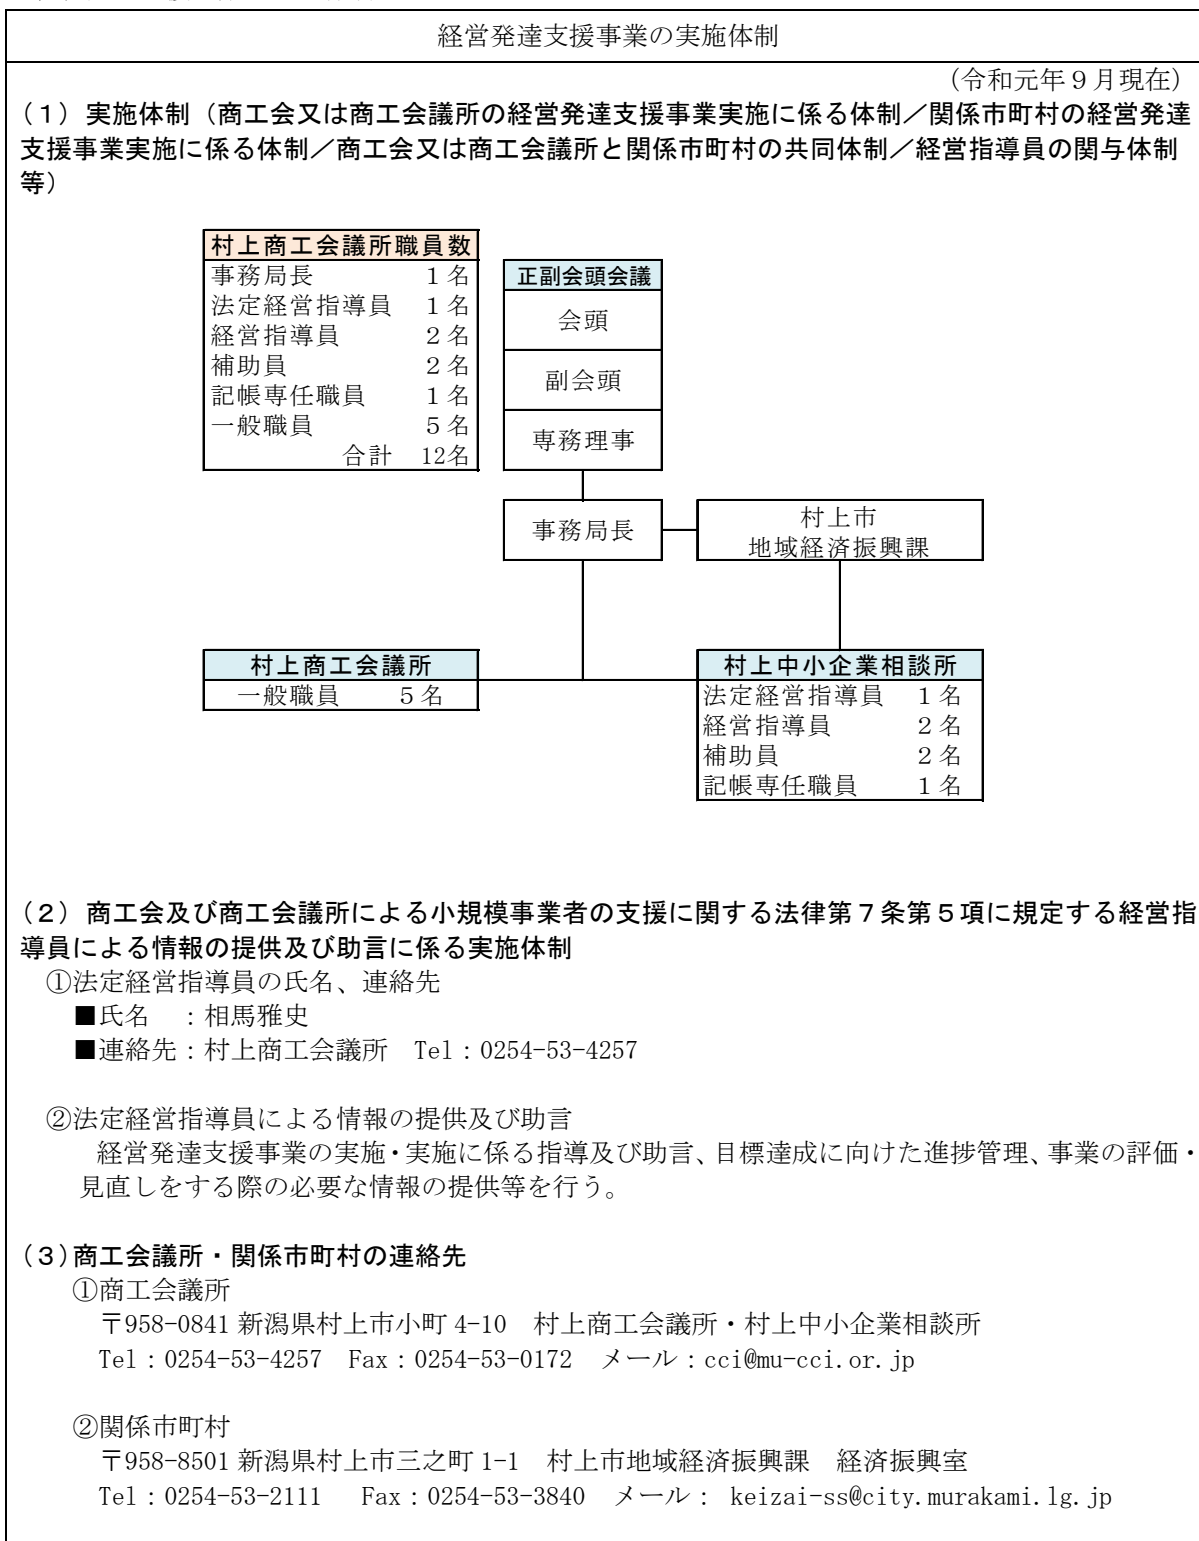 経営発達支援事業の実施体制
(令和元年９月現在)
(１) 実施体制（商工会又は商工会議所の経営発達支援事業実施に係る体制／関係市町村の経営発達
支援事業実施に係る体制／商工会又は商工会議所と関係市町村の共同体制／経営指導員の関与体制
等）
村上商工会議所職員数
事務局長 １名
法定経営指導員 １名
経営指導員 ２名
補助員 ２名
記帳専任職員 １名
一般職員 ５名
合計 12名
正副会頭会議
会頭
副会頭
専務理事
事務局長
村上市
地域経済振興課
村上商工会議所
一般職員 ５名
村上中小企業相談所
法定経営指導員 １名
経営指導員 ２名
補助員 ２名
記帳専任職員 １名
(２) 商工会及び商工会議所による小規模事業者の支援に関する法律第７条第５項に規定する経営指
導員による情報の提供及び助言に係る実施体制
①法定経営指導員の氏名、連絡先
■氏名 ：相馬雅史
■連絡先：村上商工会議所 Tel：0254-53-4257
②法定経営指導員による情報の提供及び助言
経営発達支援事業の実施・実施に係る指導及び助言、目標達成に向けた進捗管理、事業の評価・
見直しをする際の必要な情報の提供等を行う。
(３)商工会議所・関係市町村の連絡先
①商工会議所
〒958-0841 新潟県村上市小町 4-10 村上商工会議所・村上中小企業相談所
Tel：0254-53-4257 Fax：0254-53-0172 メール：cci@mu-cci.or.jp
②関係市町村
〒958-8501 新潟県村上市三之町 1-1 村上市地域経済振興課 経済振興室
Tel：0254-53-2111 Fax：0254-53-3840 メール： keizai-ss@city.murakami.lg.jp